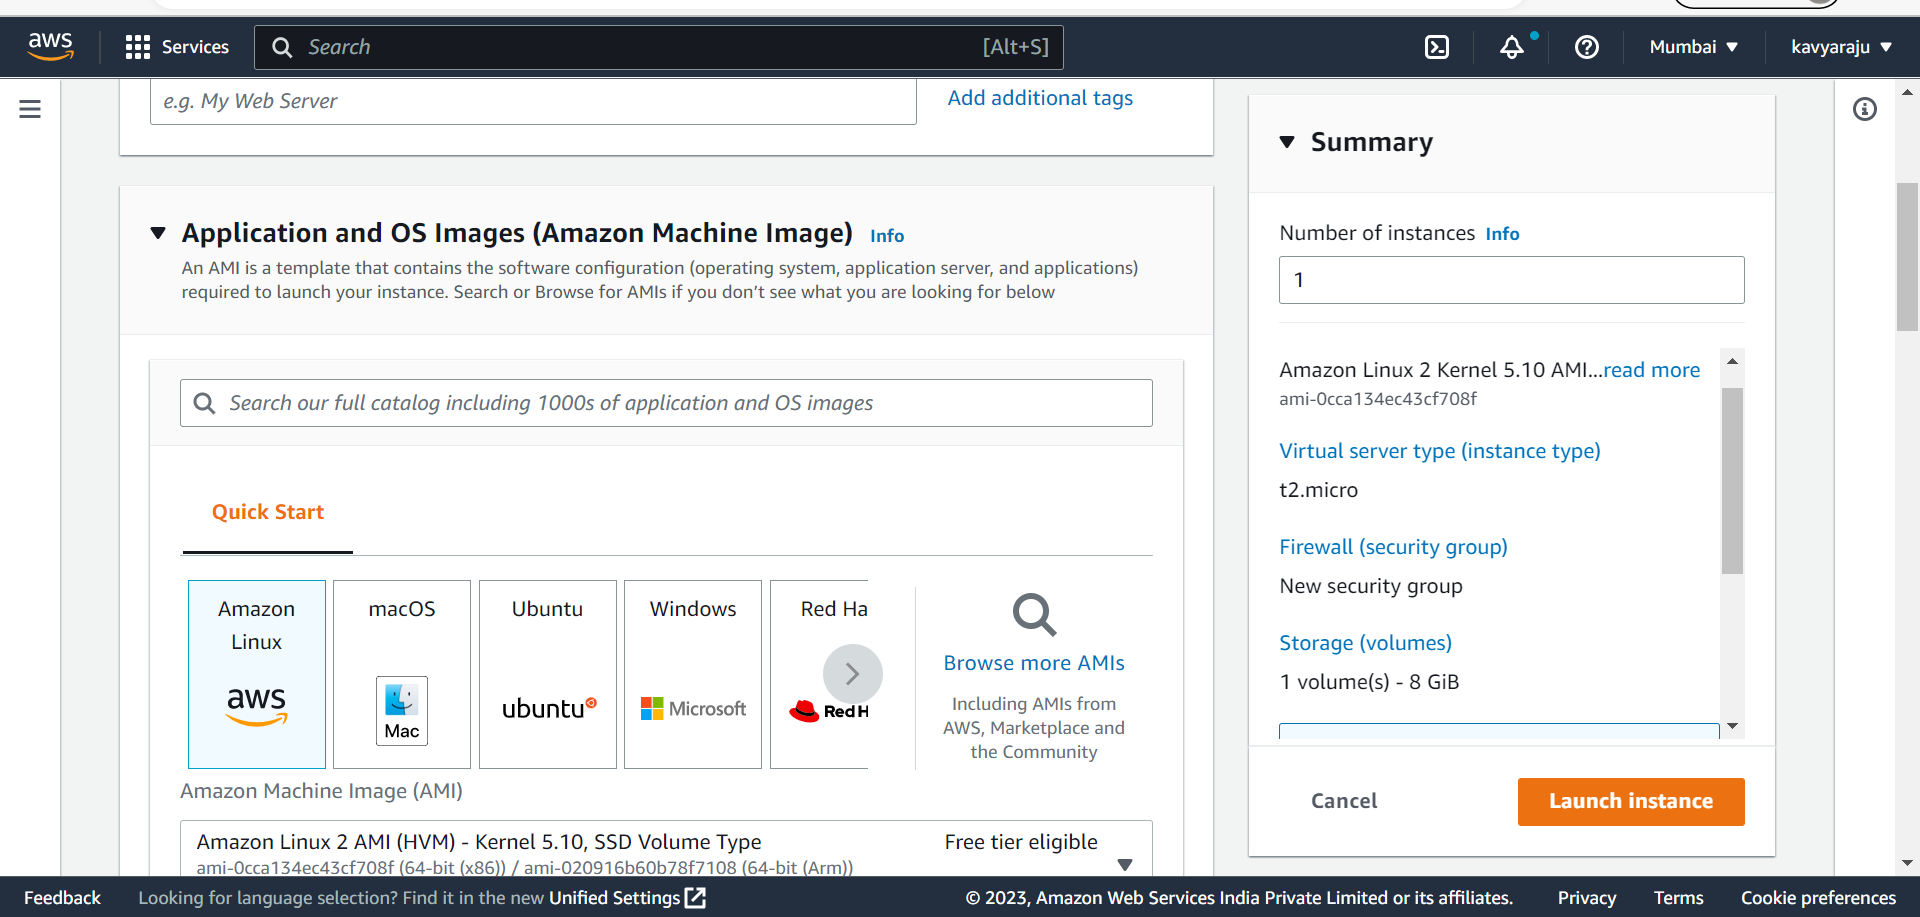 aws
Services
Search
[Alt+S]
Mumbai
kavyaraju
e.g. My Web Server
Add additional tags
Application and OS Images (Amazon Machine Image) Info
An AMI is a template that contains the software configuration (operating system, application server, and applications)
required to launch your instance. Search or Browse for AMIs if you don’t see what you are looking for below
Search our full catalog including 1000s of application and OS images
Quick Start
Amazon
Linux
aws
macOS
Mac
Ubuntu
ubuntu
Windows
Microsoft
Red Ha
Red H
Browse more AMIs
Including AMIs from
AWS, Marketplace and
the Community
Amazon Machine Image (AMI)
Amazon Linux 2 AMI (HVM) - Kernel 5.10, SSD Volume Type
Free tier eligible
ami-0cca134ec43cf708f (64-bit (x86)) / ami-020916b60b78f7108 (64-bit (Arm))
Summary
Number of instances Info
1
Amazon Linux 2 Kernel 5.10 AMI...read more
ami-0cca134ec43cf708f
Virtual server type (instance type)
t2.micro
Firewall (security group)
New security group
Storage (volumes)
1 volume(s) - 8 GiB
Cancel
Launch instance
Feedback
Looking for language selection? Find it in the new Unified Settings
© 2023, Amazon Web Services India Private Limited or its affiliates.
Privacy
Terms
Cookie preferences